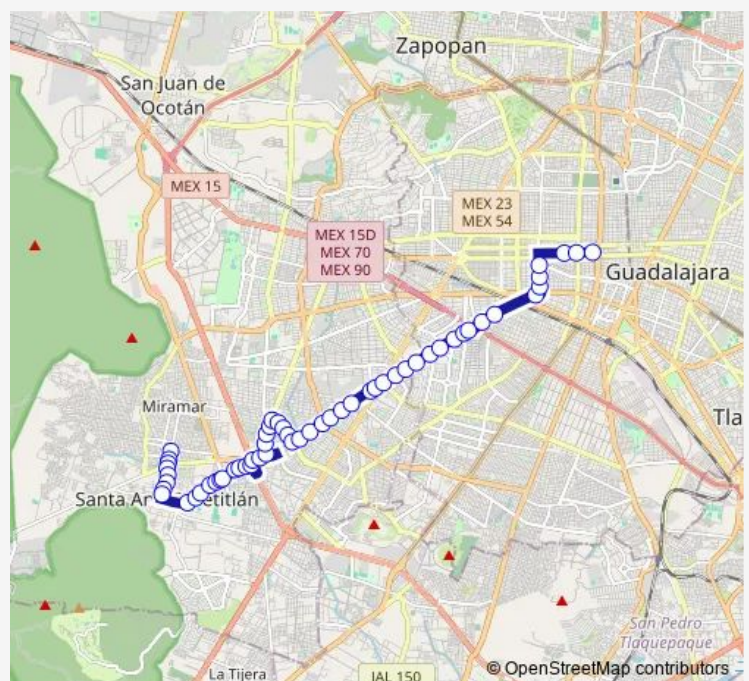 Zapopan
San Juan de
Ocotán
MEX 15
MEX 23
MEX 54
MEX 15D
MEX 70
MEX 90
Guadalajara
Miramar
Tla
Santa An
etitlán
San Pedro
Tlaquepaque
La Tijera
JAL 150
© OpenStreetMap contributors